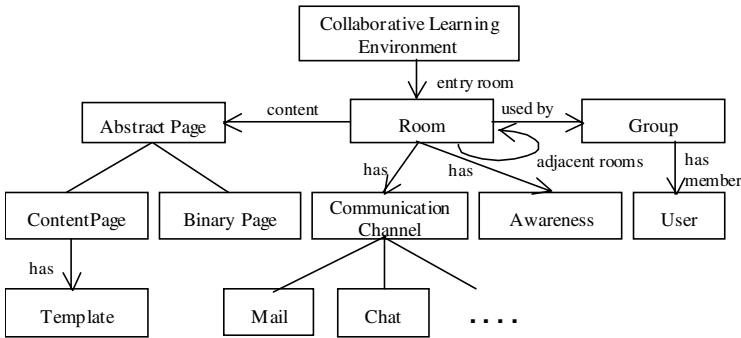 Collaborative Learning
Environment
entry room
content
used by
Abstract Page
Room
Group
adjacent rooms
has
has
has
member
ContentPage
Binary Page
Communication
Channel
Awareness
User
has
Template
Mail
Chat
....